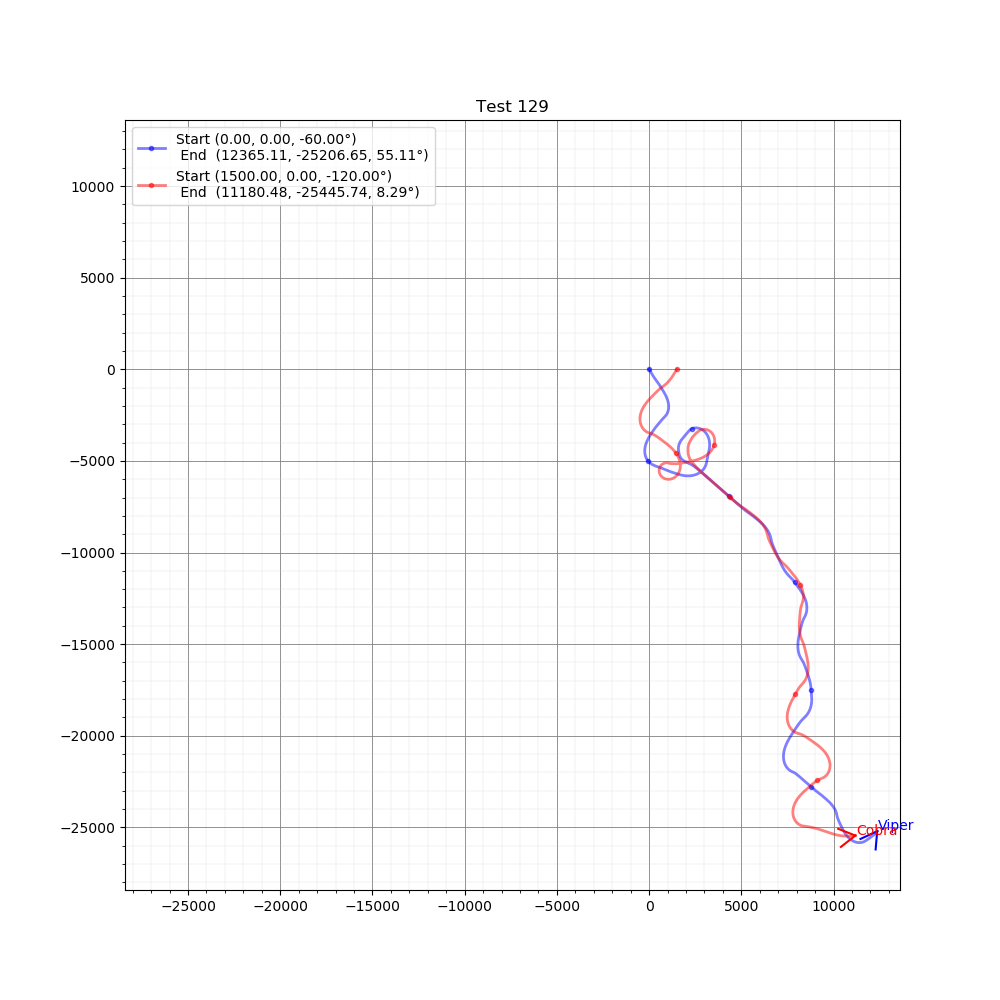 Test 129
Start (0.00, 0.00, -60.00°)
End (12365.11, -25206.65, 55.11°)
Start (1500.00, 0.00, -120.00°)
End (11180.48, -25445.74, 8.29°)
10000
5000
0
−5000
−10000
−15000
−20000
−25000
Viper
Cobra
−25000 −20000 −15000 −10000 −5000 0 5000 10000